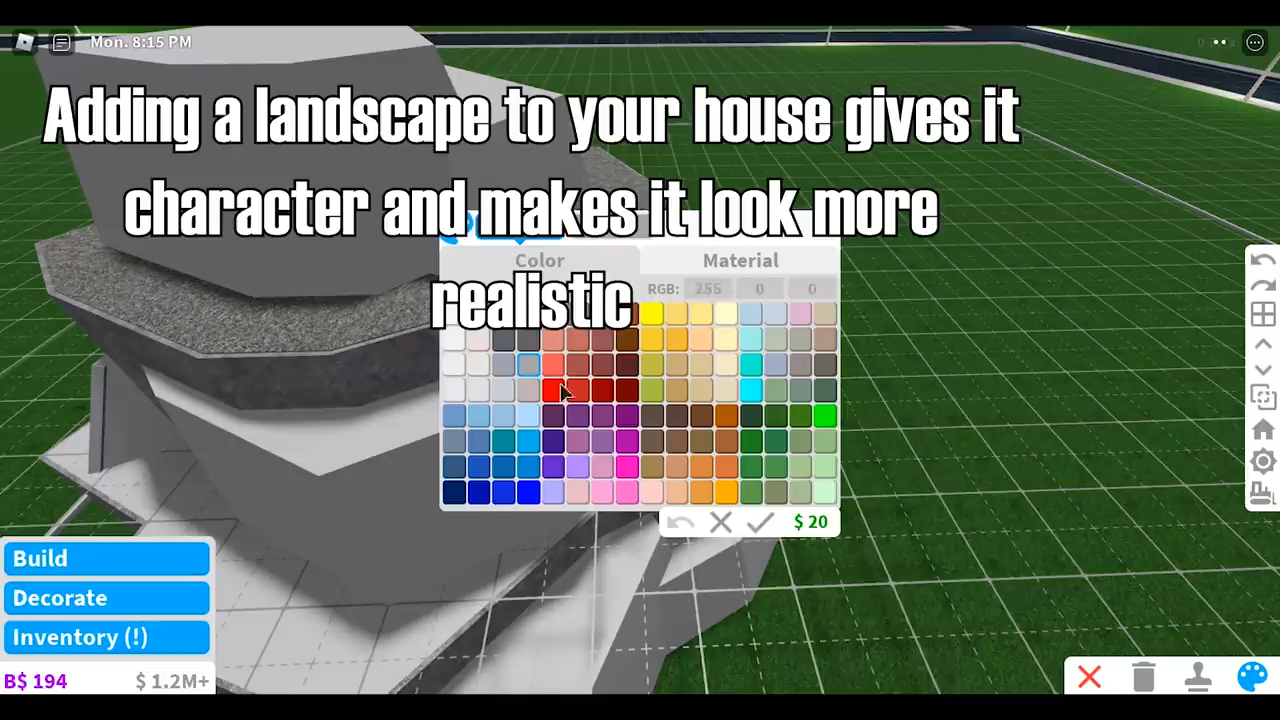 Mon. 8:15 PM
Adding a landscape to your house gives it
character and makes it look more
realistic
Color
Material
RGB: 255 0 0
$ 20
Build
Decorate
Inventory (!)
B$ 194
$ 1.2M+